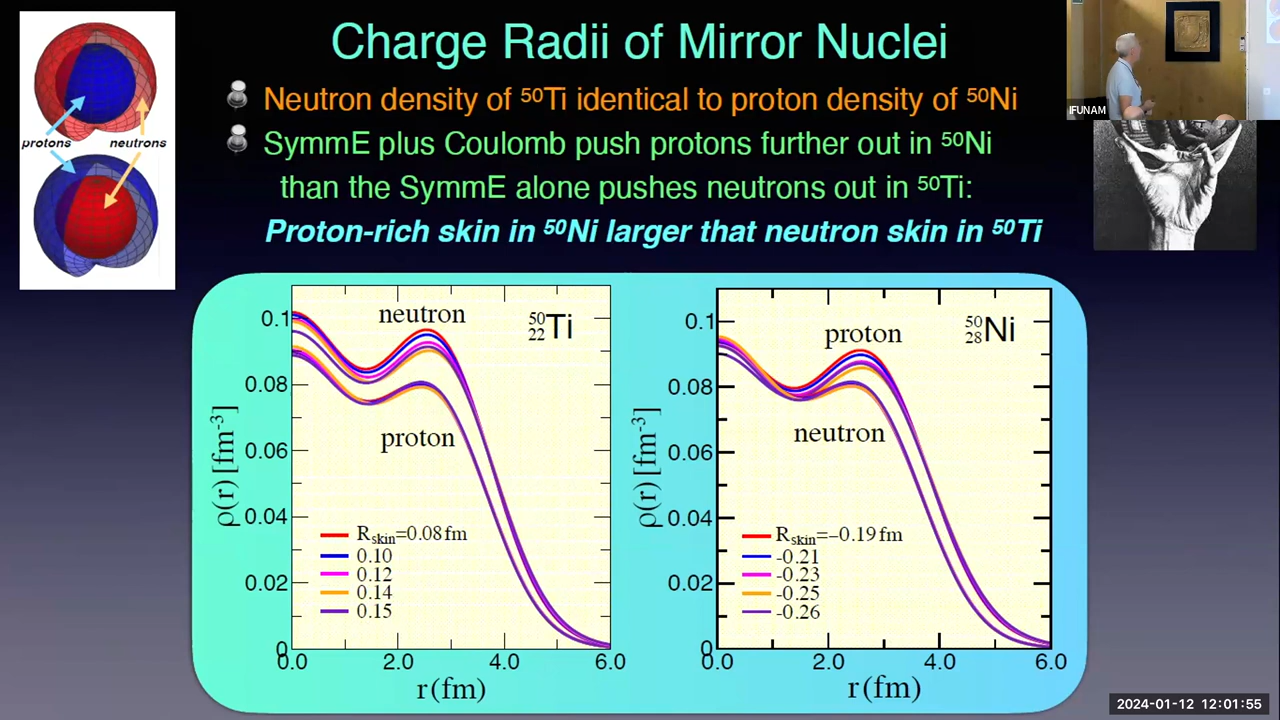 Charge Radii of Mirror Nuclei
Neutron density of ⁵⁰Ti identical to proton density of ⁵⁰Ni
SymmE plus Coulomb push protons further out in ⁵⁰Ni
than the SymmE alone pushes neutrons out in ⁵⁰Ti:
Proton-rich skin in ⁵⁰Ni larger that neutron skin in ⁵⁰Ti
protons
neutrons
IFUNAM
neutron
⁵⁰₂₂Ti
proton
R_skin=0.08 fm
0.10
0.12
0.14
0.15
0.1
0.08
0.06
0.04
0.02
0
0.0 2.0 4.0 6.0
ρ(r) [fm⁻³]
r (fm)
proton
⁵⁰₂₈Ni
neutron
R_skin=−0.19 fm
-0.21
-0.23
-0.25
-0.26
0.1
0.08
0.06
0.04
0.02
0
0.0 2.0 4.0 6.0
ρ(r) [fm⁻³]
r (fm)
2024-01-12 12:01:55